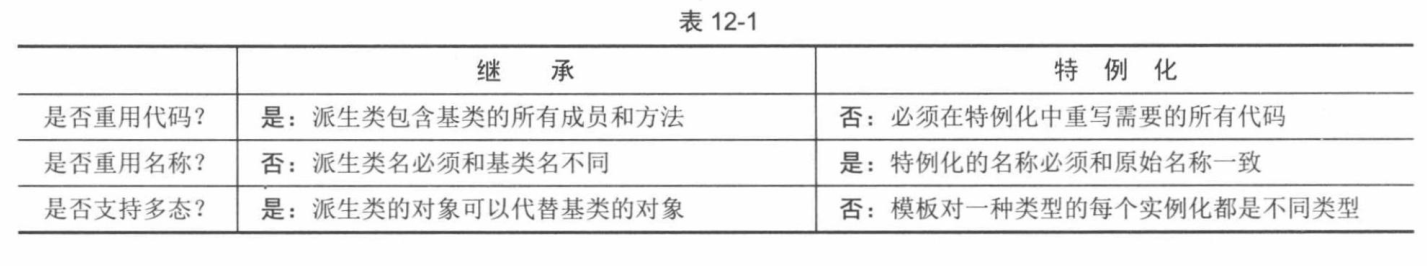 表 12-1
继 承 特 例 化
是否重用代码? 是：派生类包含基类的所有成员和方法 否：必须在特例化中重写需要的所有代码
是否重用名称? 否：派生类名必须和基类名不同 是：特例化的名称必须和原始名称一致
是否支持多态? 是：派生类的对象可以代替基类的对象 否：模板对一种类型的每个实例化都是不同类型